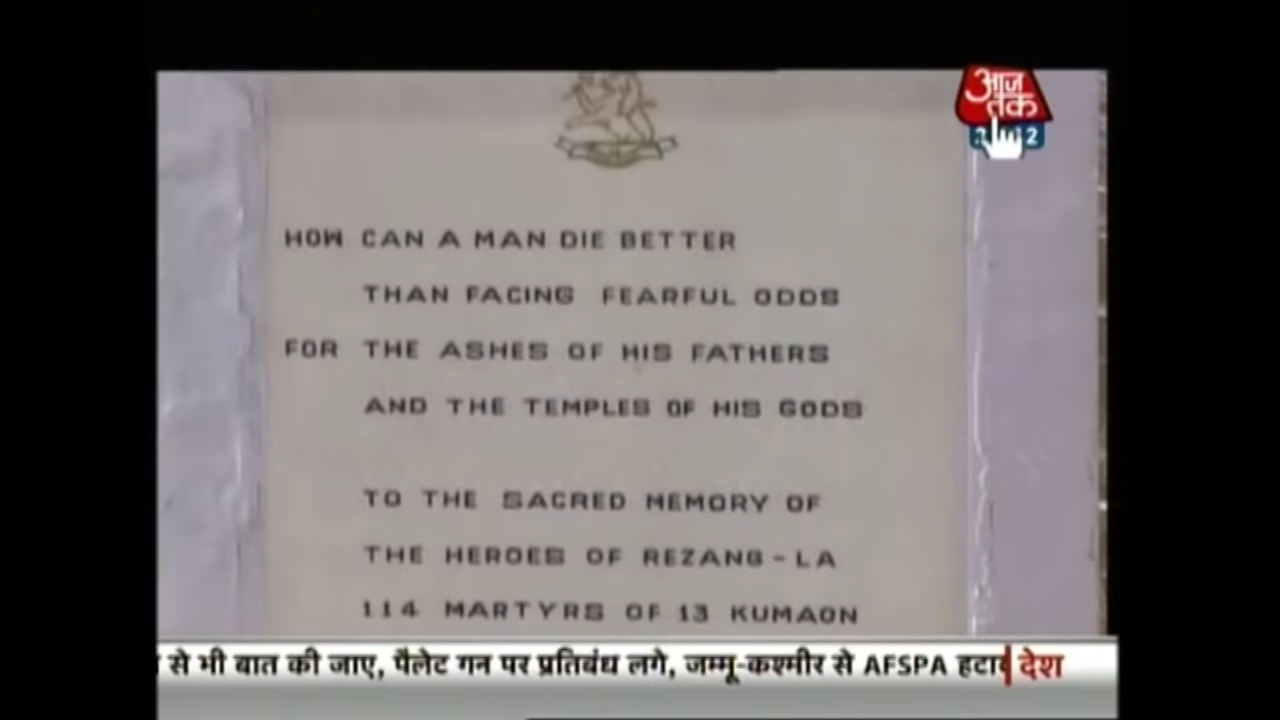 आज
तक
HOW CAN A MAN DIE BETTER
THAN FACING FEARFUL ODDS
FOR THE ASHES OF HIS FATHERS
AND THE TEMPLES OF HIS GODS
TO THE SACRED MEMORY OF
THE HEROES OF REZANG-LA
114 MARTYRS OF 13 KUMAON
से भी बात की जाए, पैलेट गन पर प्रतिबंध लगे, जम्मू-कश्मीर से AFSPA देश